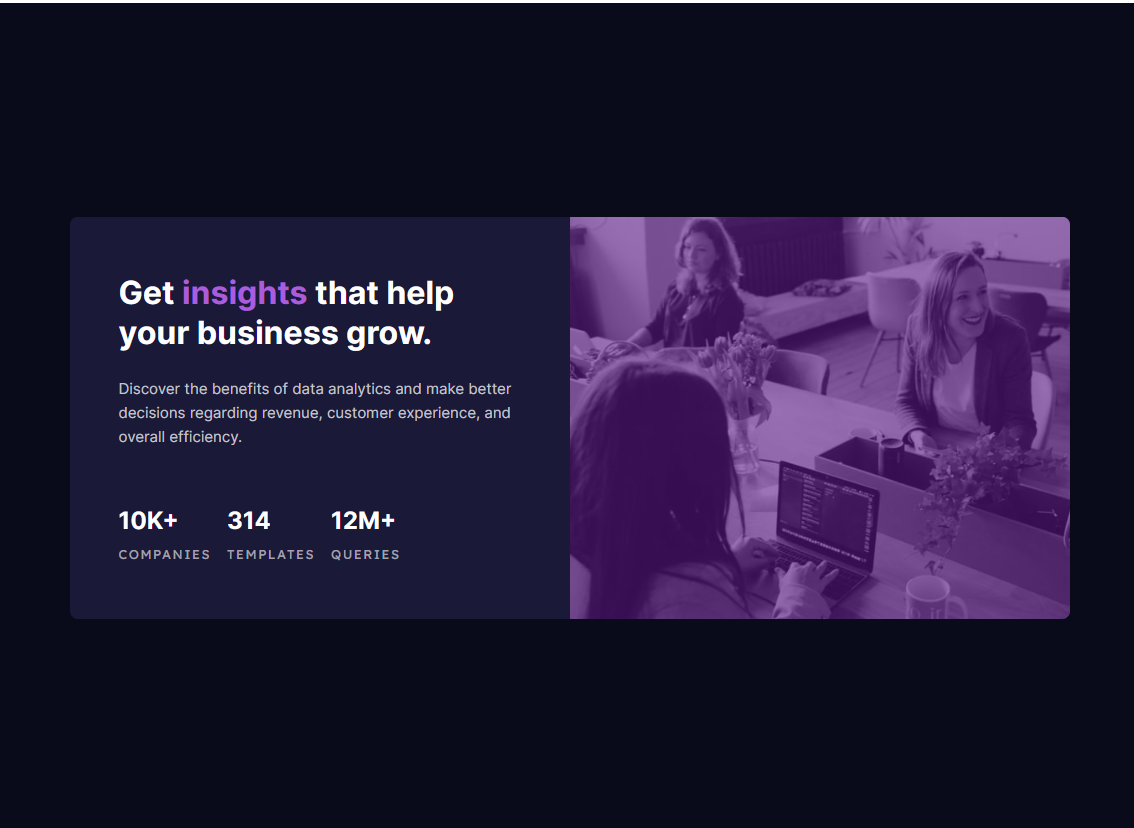 Get insights that help
your business grow.
Discover the benefits of data analytics and make better
decisions regarding revenue, customer experience, and
overall efficiency.
10K+ 314 12M+
COMPANIES TEMPLATES QUERIES